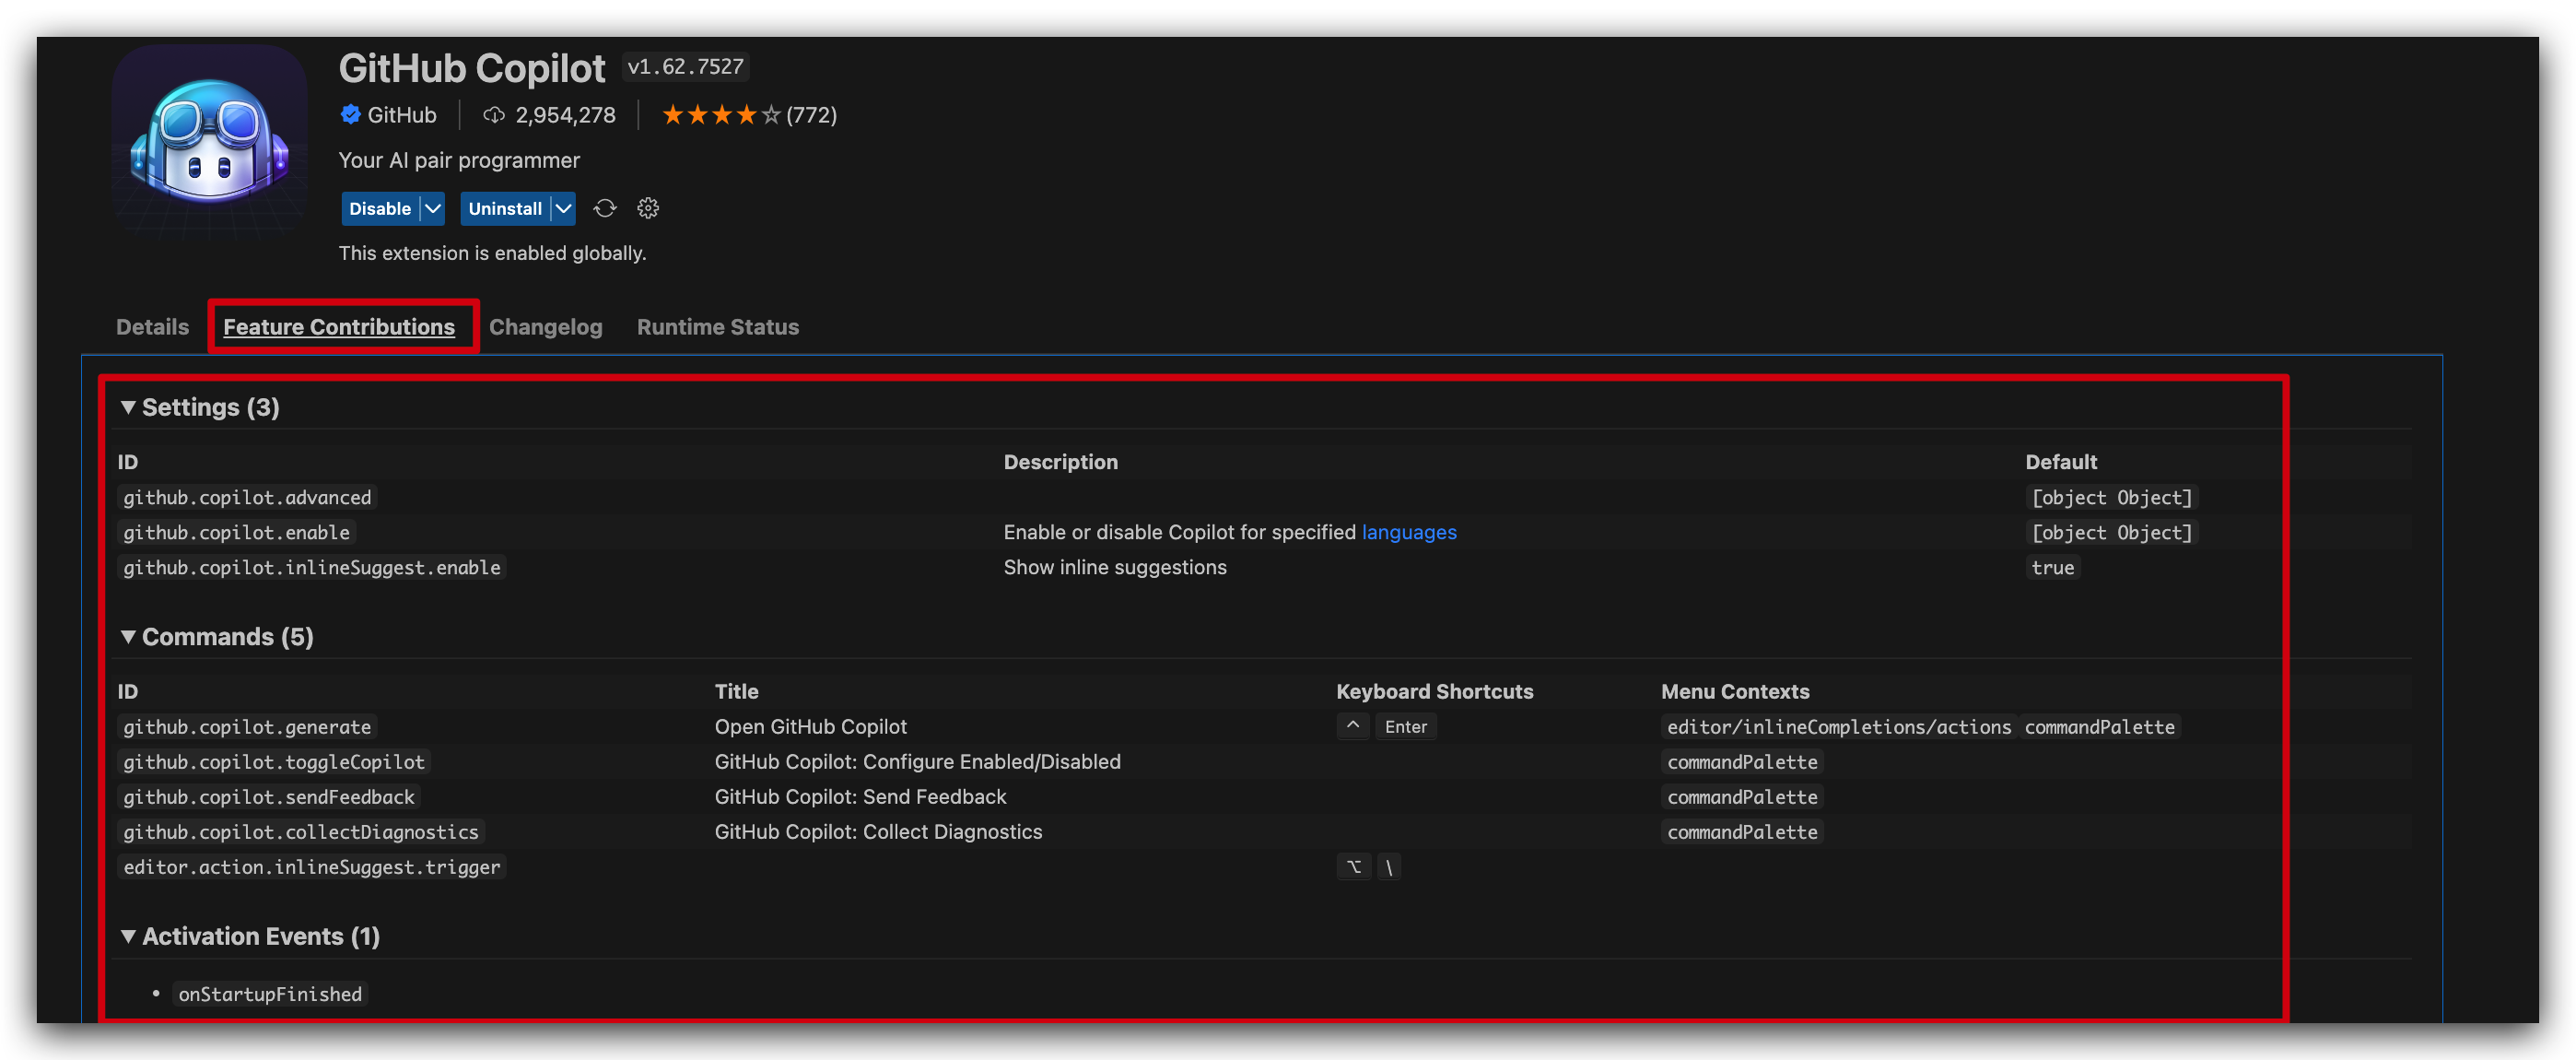 GitHub Copilot v1.62.7527
GitHub 2,954,278 ★★★★☆ (772)
Your AI pair programmer
Disable Uninstall
This extension is enabled globally.
Details Feature Contributions Changelog Runtime Status
▼ Settings (3)
ID Description Default
github.copilot.advanced [object Object]
github.copilot.enable Enable or disable Copilot for specified languages [object Object]
github.copilot.inlineSuggest.enable Show inline suggestions true
▼ Commands (5)
ID Title Keyboard Shortcuts Menu Contexts
github.copilot.generate Open GitHub Copilot ^ Enter editor/inlineCompletions/actions commandPalette
github.copilot.toggleCopilot GitHub Copilot: Configure Enabled/Disabled commandPalette
github.copilot.sendFeedback GitHub Copilot: Send Feedback commandPalette
github.copilot.collectDiagnostics GitHub Copilot: Collect Diagnostics commandPalette
editor.action.inlineSuggest.trigger ⌥ \
▼ Activation Events (1)
• onStartupFinished